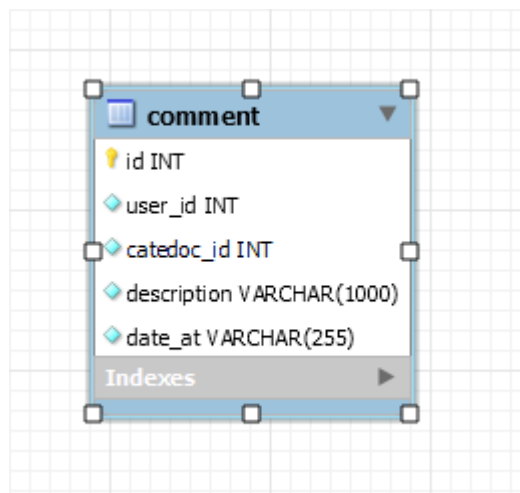 comment
id INT
user_id INT
catedoc_id INT
description VARCHAR(1000)
date_at VARCHAR(255)
Indexes